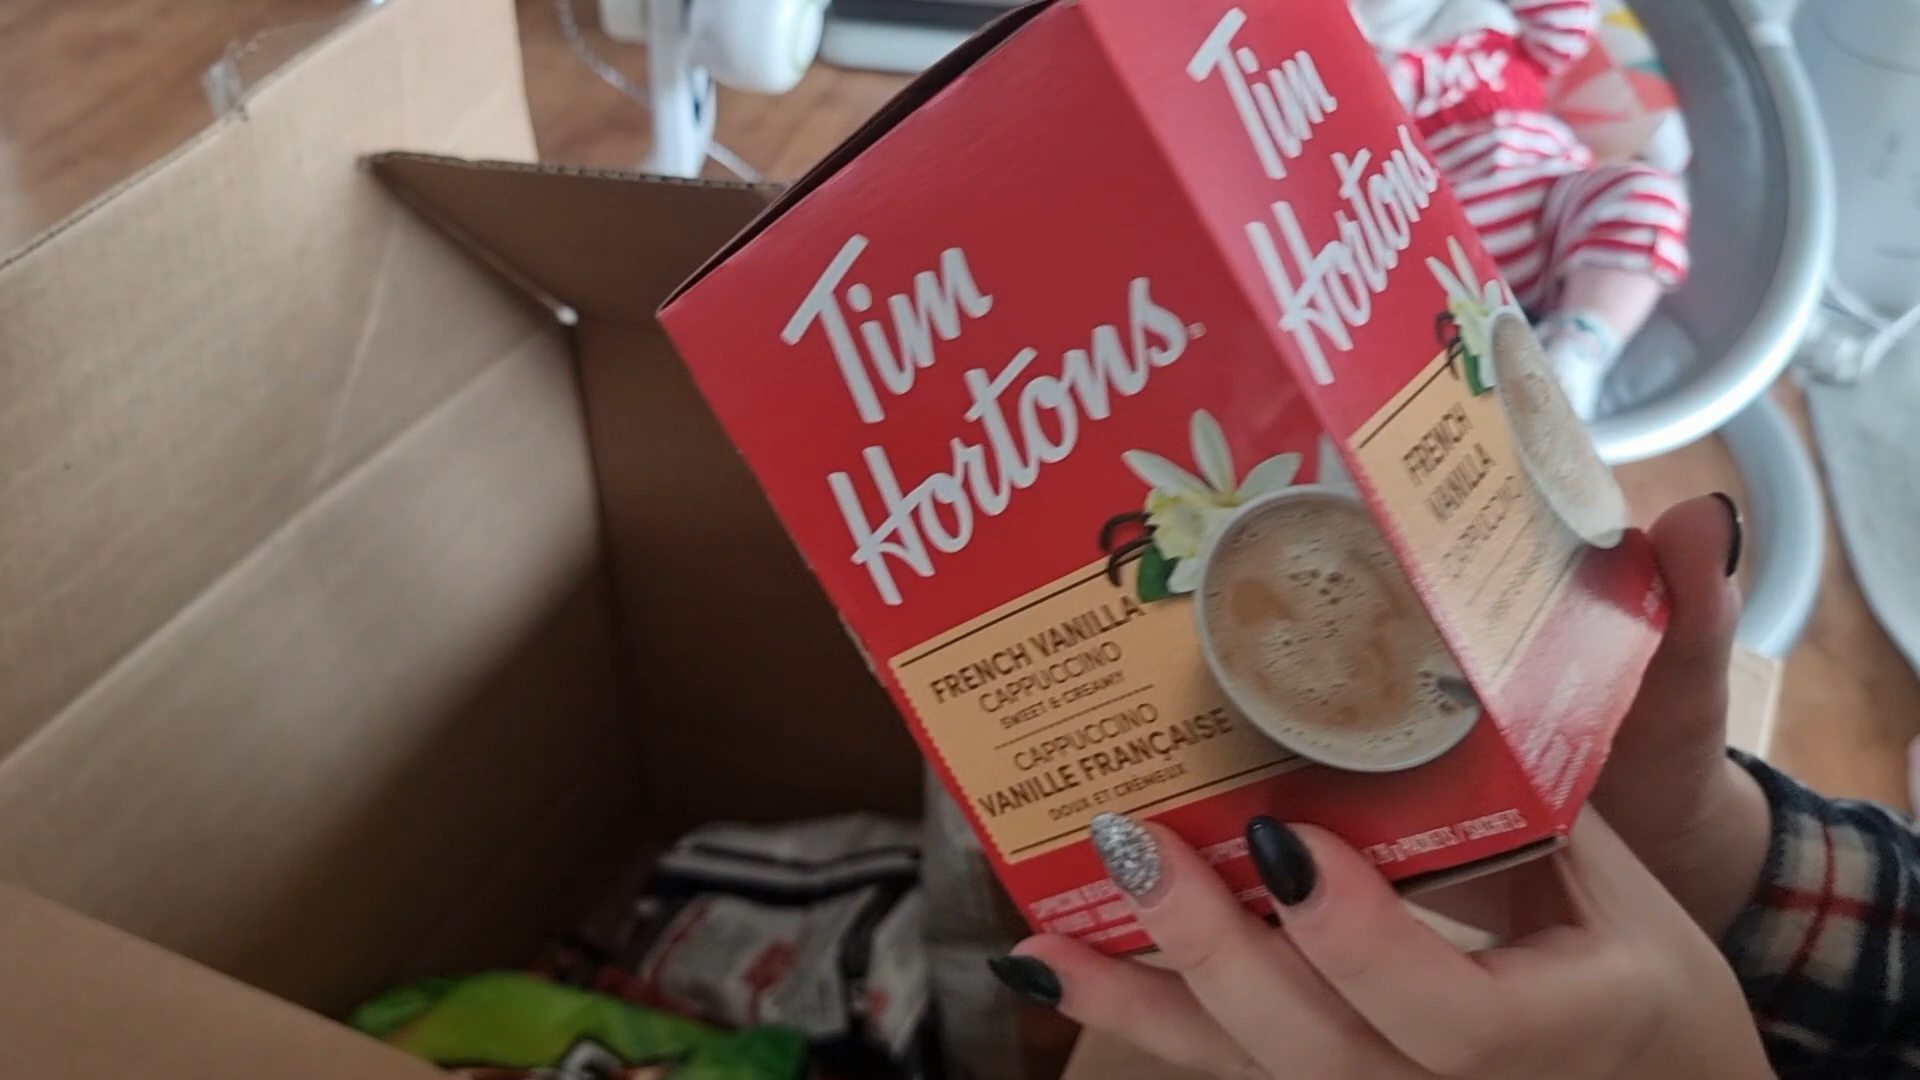 Tim
Hortons
FRENCH VANILLA
CAPPUCCINO
SWEET & CREAMY
CAPPUCCINO
VANILLE FRANÇAISE
DOUX ET CRÉMEUX
Tim
Hortons
FRENCH
VANILLA
CAPPUCCINO